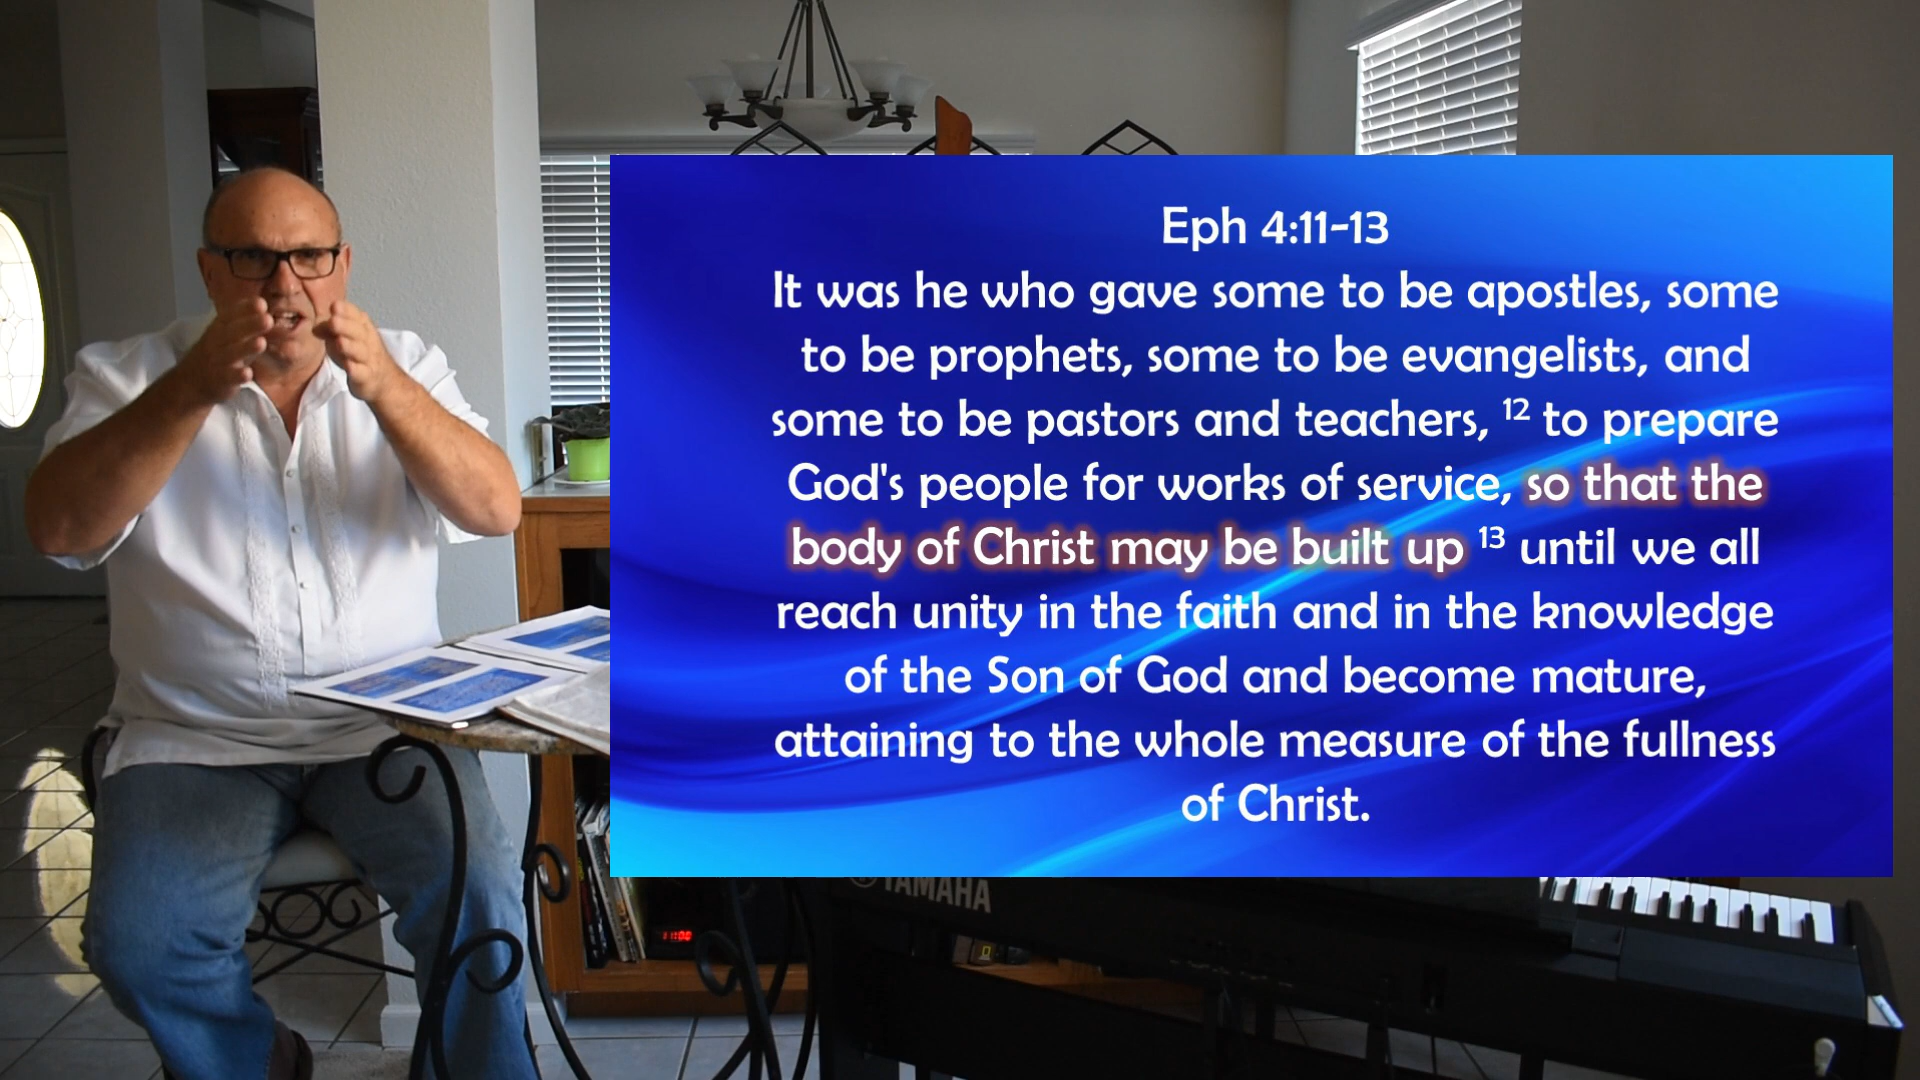 Eph 4:11-13
It was he who gave some to be apostles, some
to be prophets, some to be evangelists, and
some to be pastors and teachers, ¹² to prepare
God's people for works of service, so that the
body of Christ may be built up ¹³ until we all
reach unity in the faith and in the knowledge
of the Son of God and become mature,
attaining to the whole measure of the fullness
of Christ.
YAMAHA
11:00